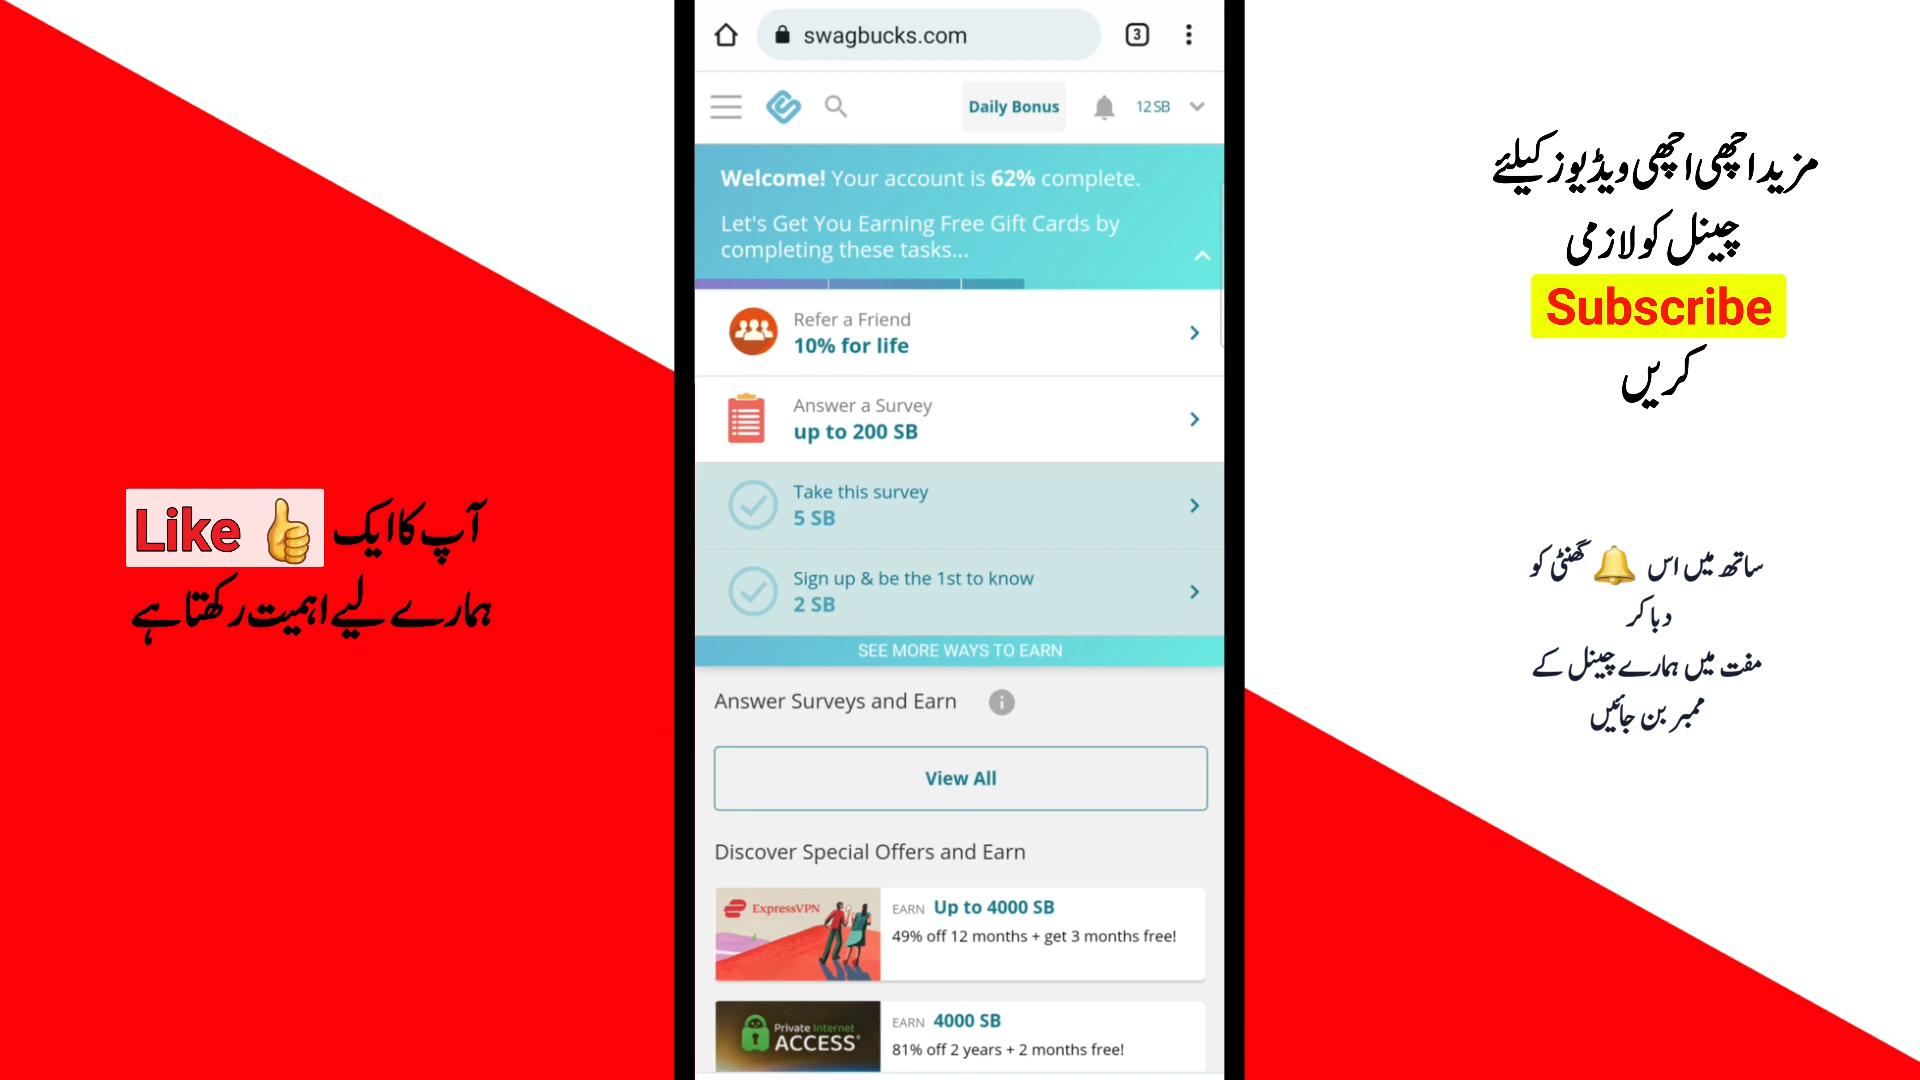 swagbucks.com
3
Daily Bonus
12 SB
Welcome! Your account is 62% complete.
Let's Get You Earning Free Gift Cards by
completing these tasks...
Refer a Friend
10% for life
Answer a Survey
up to 200 SB
Take this survey
5 SB
Sign up & be the 1st to know
2 SB
SEE MORE WAYS TO EARN
Answer Surveys and Earn
View All
Discover Special Offers and Earn
ExpressVPN
EARN Up to 4000 SB
49% off 12 months + get 3 months free!
Private Internet
ACCESS®
EARN 4000 SB
81% off 2 years + 2 months free!
آپ کا ایک Like 👍
ہمارے لیے اہمیت رکھتا ہے
مزید اچھی اچھی ویڈیوز کیلئے
چینل کو لازمی
Subscribe
کریں
ساتھ میں اس 🔔 گھنٹی کو
دبا کر
مفت میں ہمارے چینل کے
ممبر بن جائیں